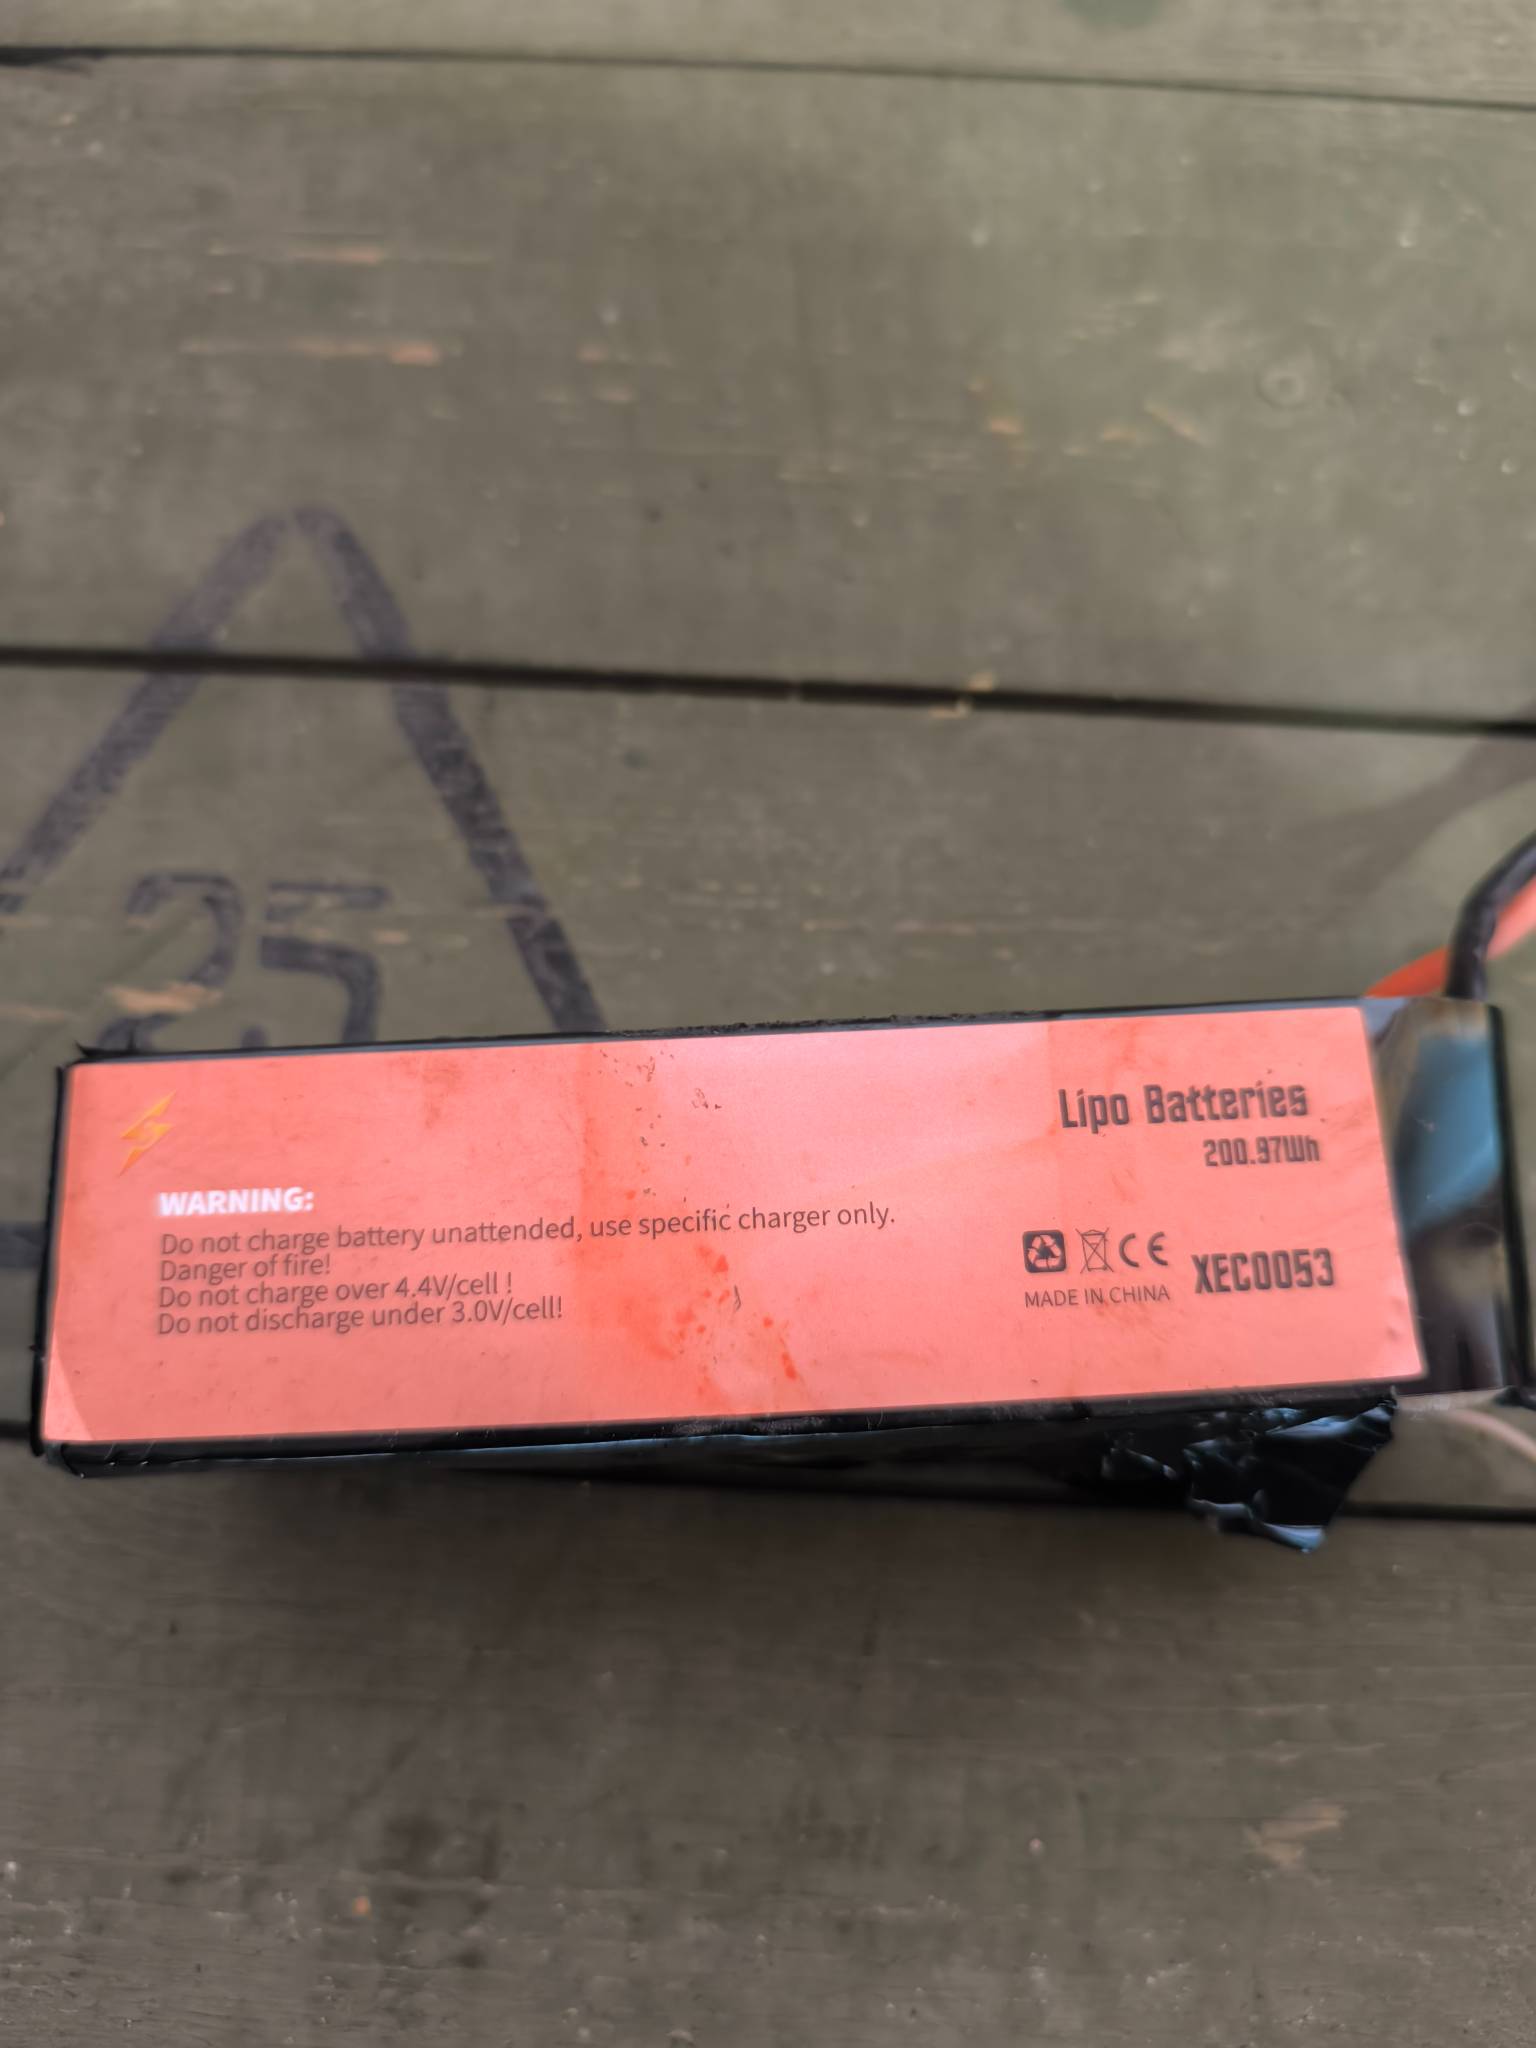 25
Lipo Batteries
200.97Wh
WARNING:
Do not charge battery unattended, use specific charger only.
Danger of fire!
Do not charge over 4.4V/cell !
Do not discharge under 3.0V/cell!
CE
XEC0053
MADE IN CHINA